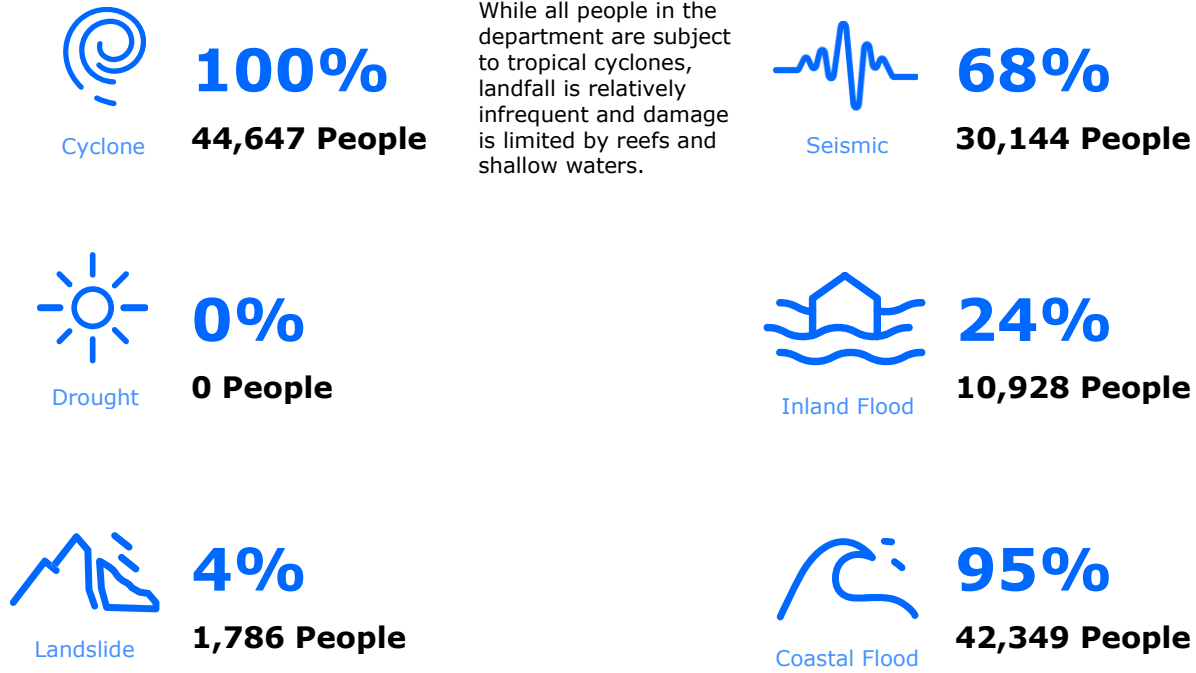 100%
44,647 People
Cyclone
While all people in the
department are subject
to tropical cyclones,
landfall is relatively
infrequent and damage
is limited by reefs and
shallow waters.
68%
30,144 People
Seismic
0%
0 People
Drought
24%
10,928 People
Inland Flood
4%
1,786 People
Landslide
95%
42,349 People
Coastal Flood